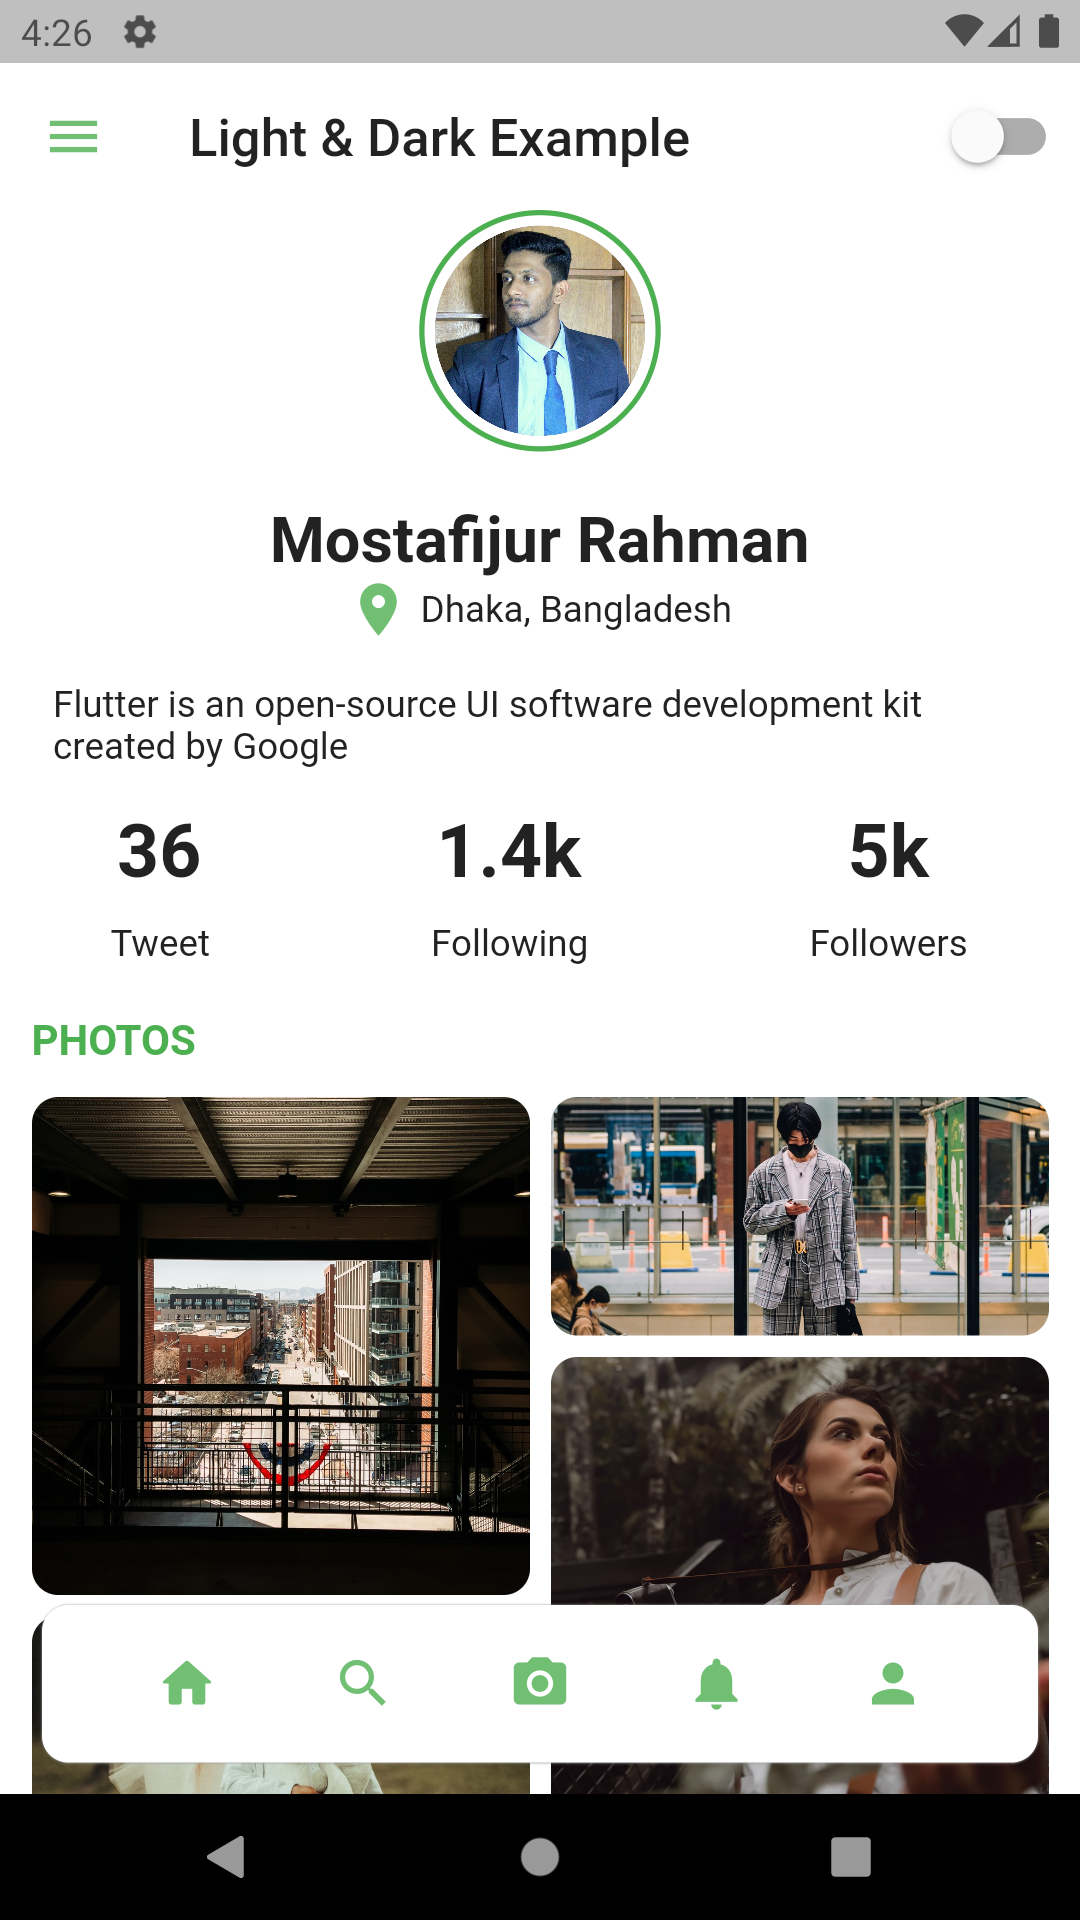 4:26
Light & Dark Example
Mostafijur Rahman
Dhaka, Bangladesh
Flutter is an open-source UI software development kit
created by Google
36 1.4k 5k
Tweet Following Followers
PHOTOS